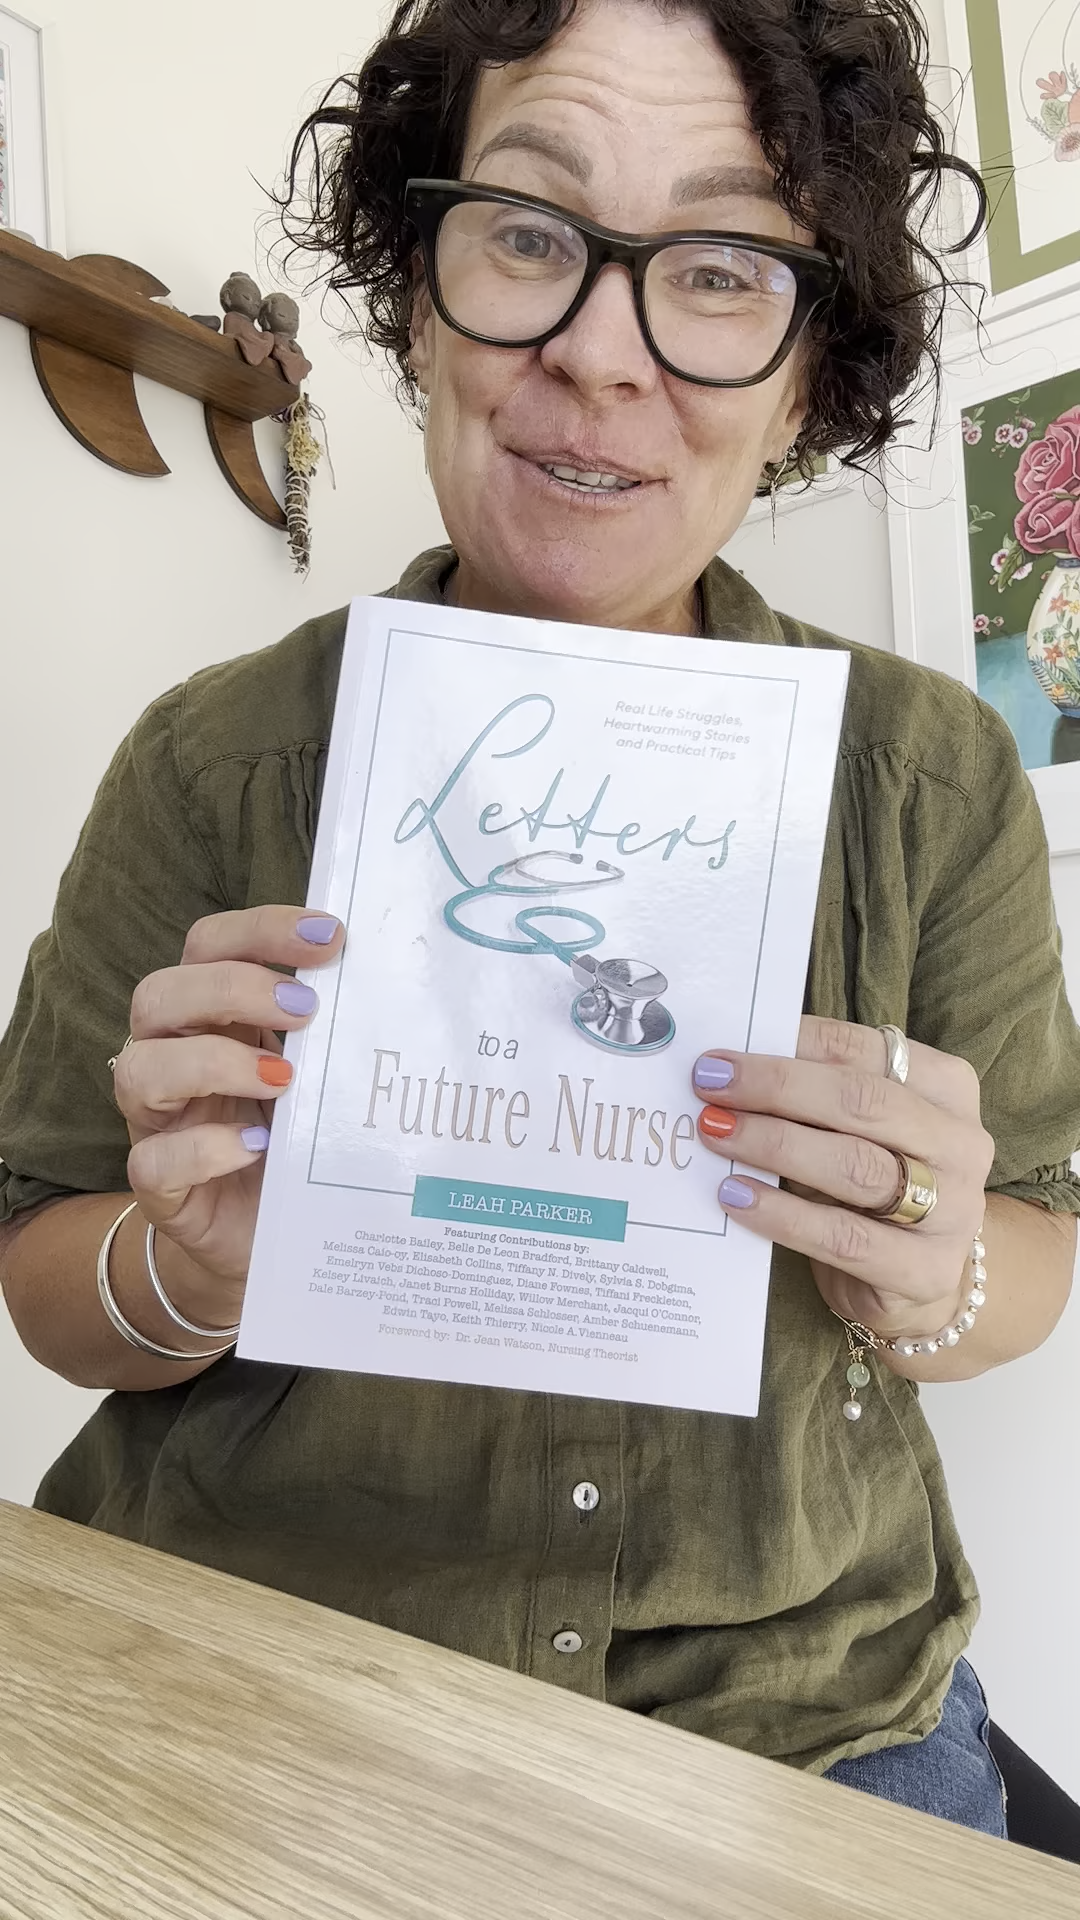 Real Life Struggles,
Heartwarming Stories
and Practical Tips
Letters
to a
Future Nurse
LEAH PARKER
Featuring Contributions by:
Charlotte Bailey, Belle De Leon Bradford, Brittany Caldwell,
Melissa Calo-oy, Elisabeth Collins, Tiffany N. Dively, Sylvia S. Dobgima,
Emelryn Vebs Dichoso-Dominguez, Diane Fownes, Tiffani Freckleton,
Kelsey Livaich, Janet Burns Holliday, Willow Merchant, Jacqui O'Connor,
Dale Barzey-Pond, Traci Powell, Melissa Schlosser, Amber Schuenemann,
Edwin Tayo, Keith Thierry, Nicole A. Vienneau
Foreword by: Dr. Jean Watson, Nursing Theorist